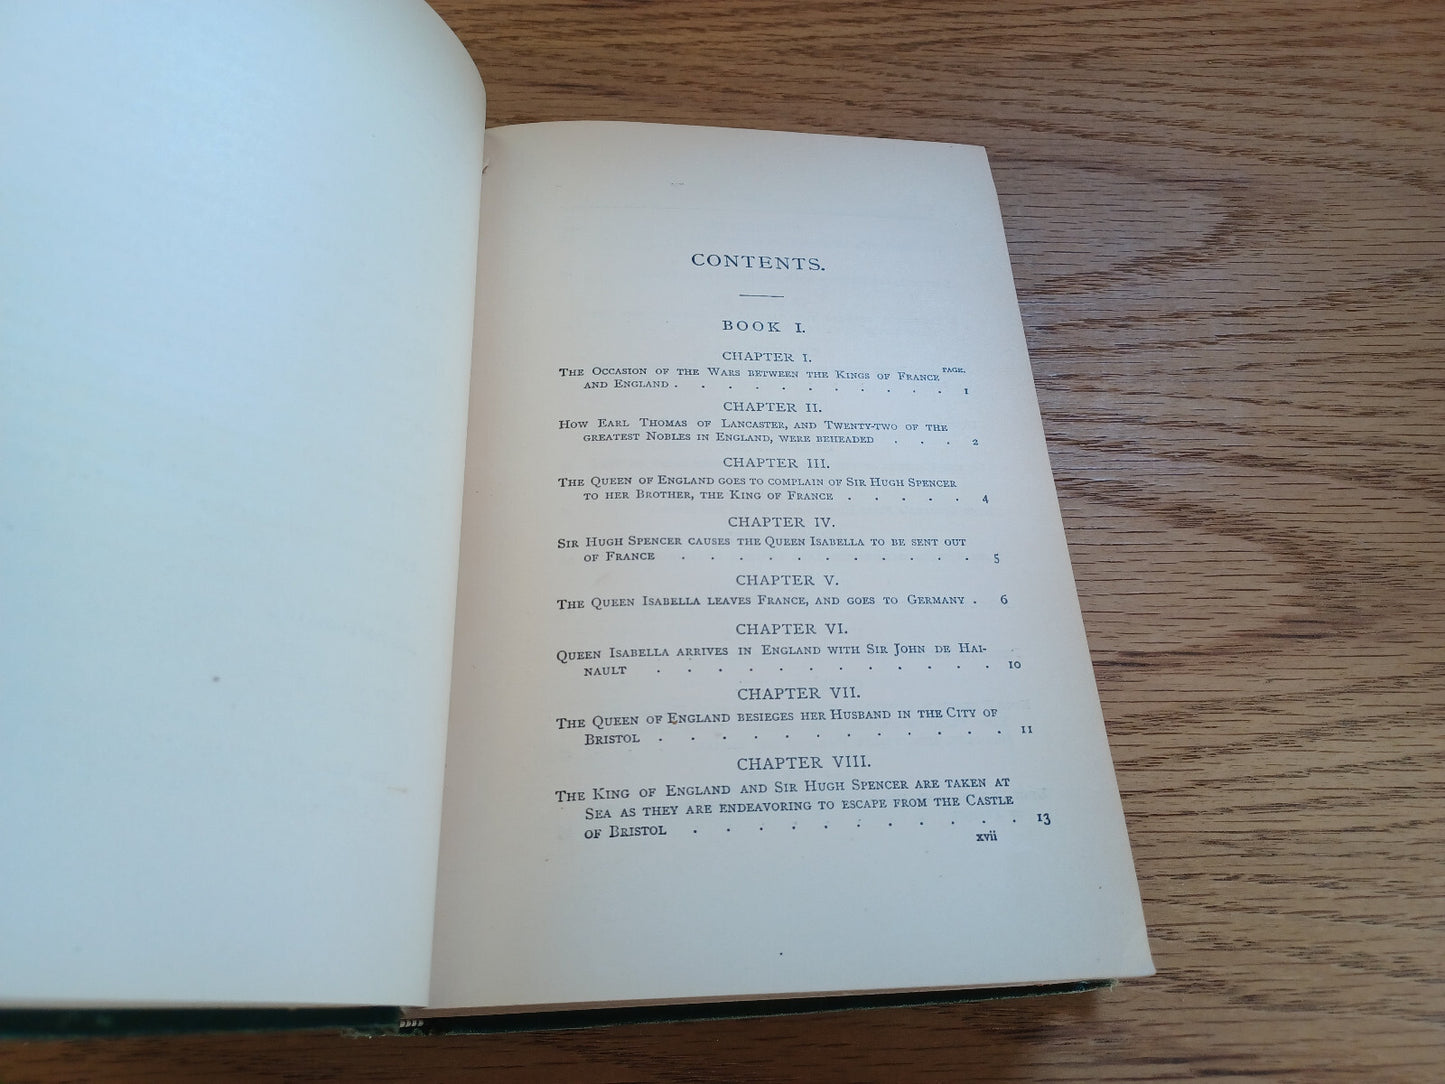 CONTENTS.
BOOK I.
CHAPTER I.
PAGE.
The Occasion of the Wars between the Kings of France
and England . . . . . . . . . . . 1
CHAPTER II.
How Earl Thomas of Lancaster, and Twenty-two of the
greatest Nobles in England, were beheaded . . . 2
CHAPTER III.
The Queen of England goes to complain of Sir Hugh Spencer
to her Brother, the King of France . . . . . 4
CHAPTER IV.
Sir Hugh Spencer causes the Queen Isabella to be sent out
of France . . . . . . . . . . 5
CHAPTER V.
The Queen Isabella leaves France, and goes to Germany . 6
CHAPTER VI.
Queen Isabella arrives in England with Sir John de Hai-
nault . . . . . . . . . . . . 10
CHAPTER VII.
The Queen of England besieges her Husband in the City of
Bristol . . . . . . . . . . . . 11
CHAPTER VIII.
The King of England and Sir Hugh Spencer are taken at
Sea as they are endeavoring to escape from the Castle
of Bristol . . . . . . . . . . . 13
xvii